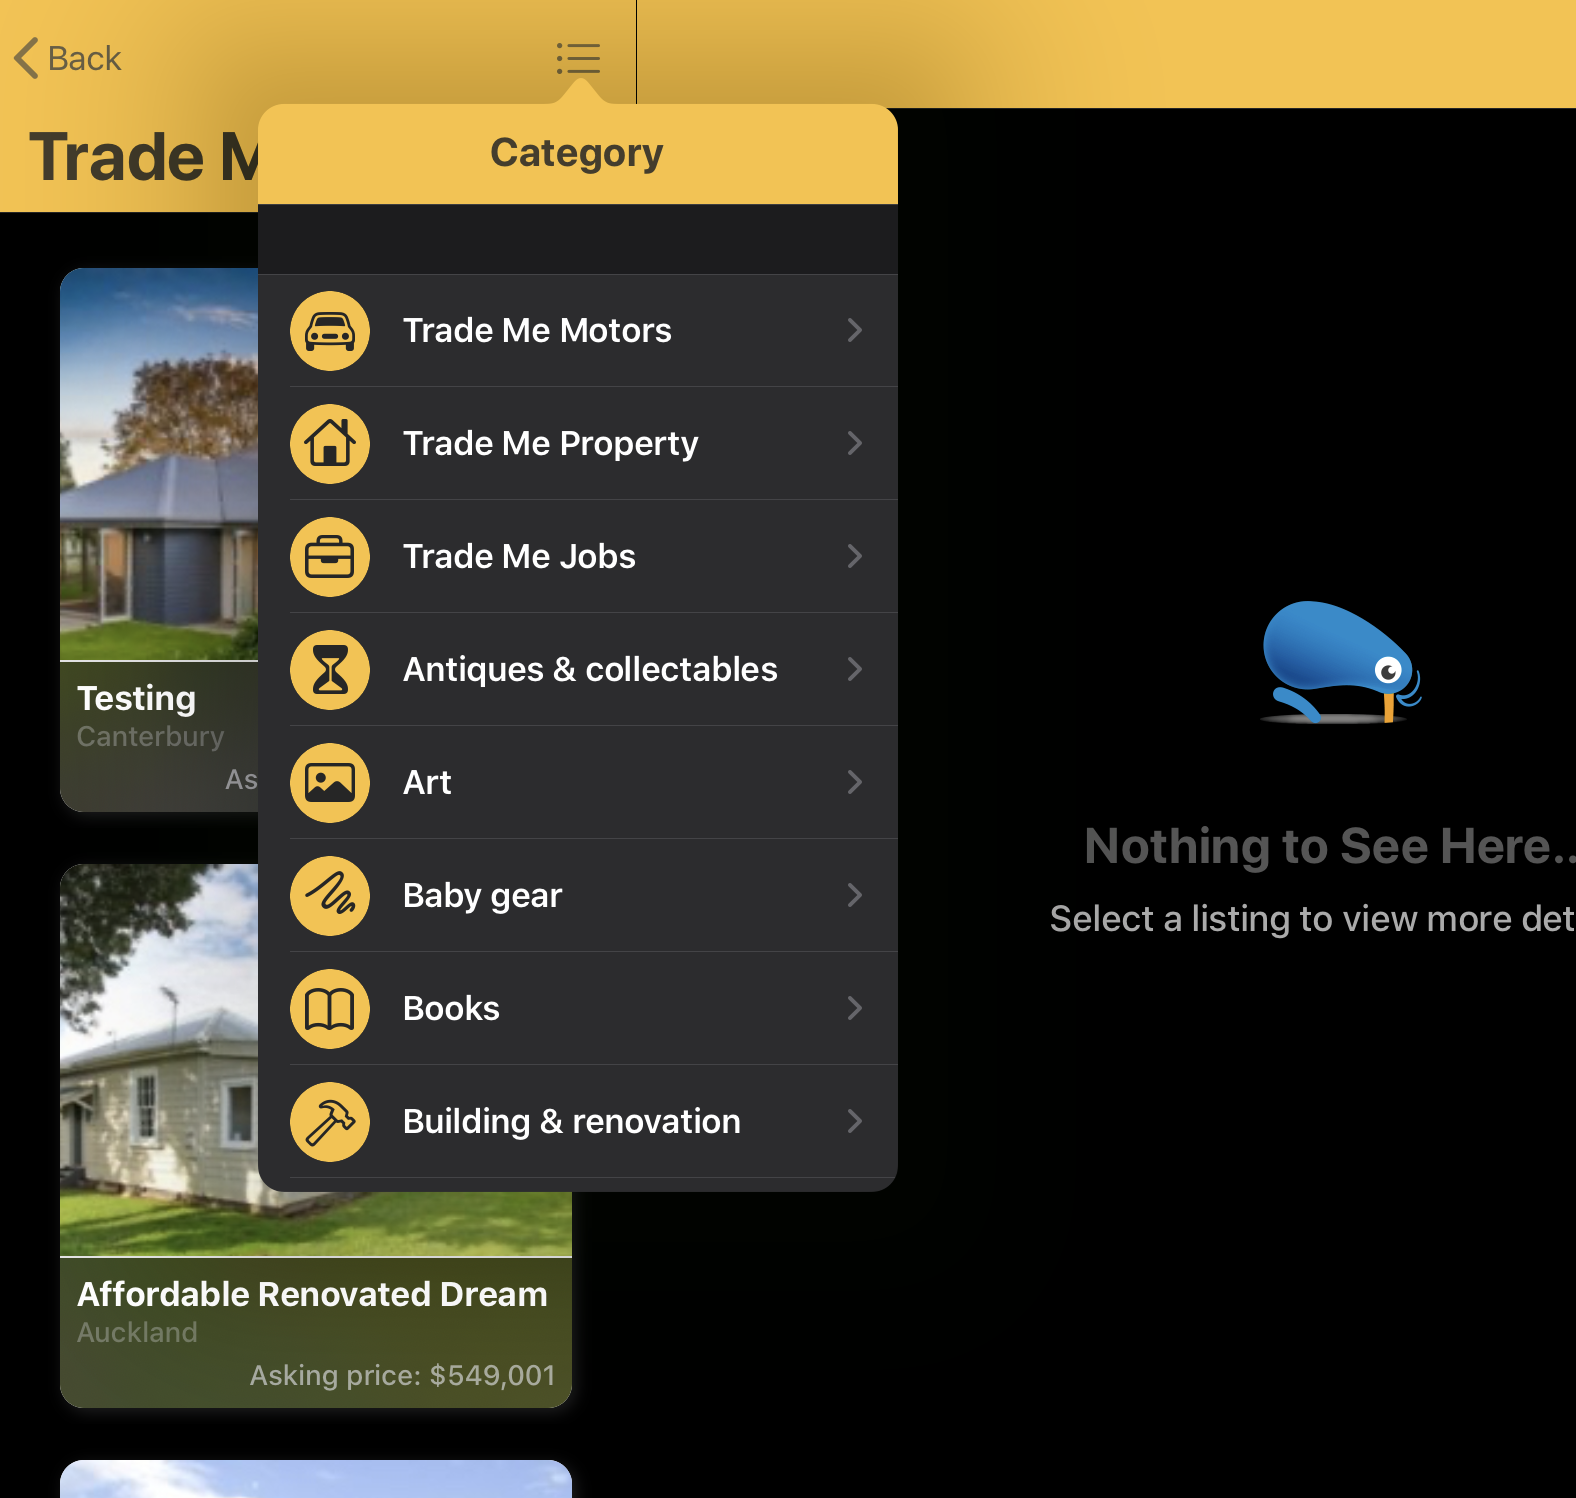 Back
Trade M
Category
Trade Me Motors
Trade Me Property
Trade Me Jobs
Antiques & collectables
Art
Baby gear
Books
Building & renovation
Testing
Canterbury
As
Affordable Renovated Dream
Auckland
Asking price: $549,001
Nothing to See Here..
Select a listing to view more det